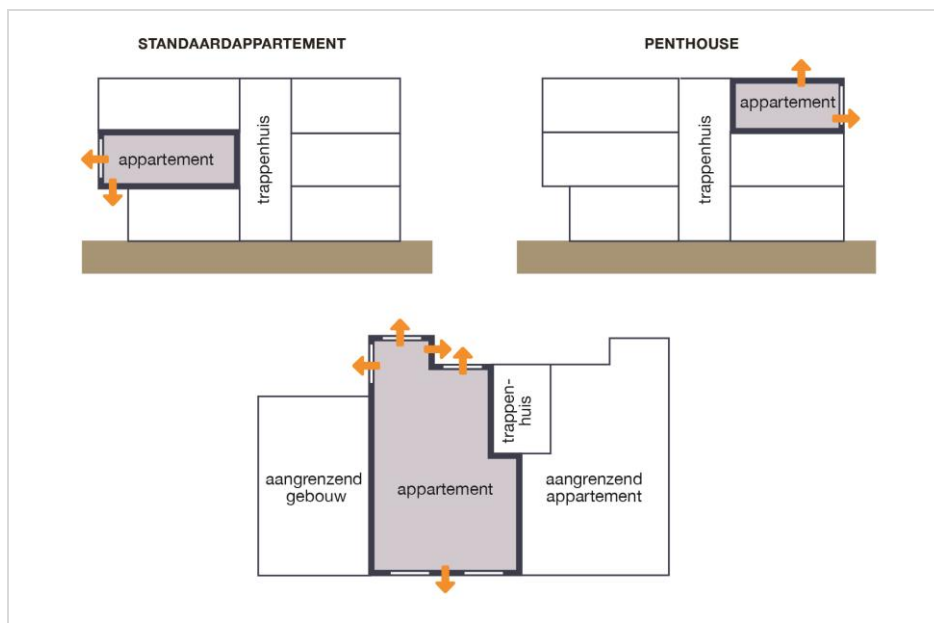 STANDAARDAPPARTEMENT
appartement
trappenhuis
PENTHOUSE
appartement
trappenhuis
aangrenzend
gebouw
appartement
trappen-
huis
aangrenzend
appartement